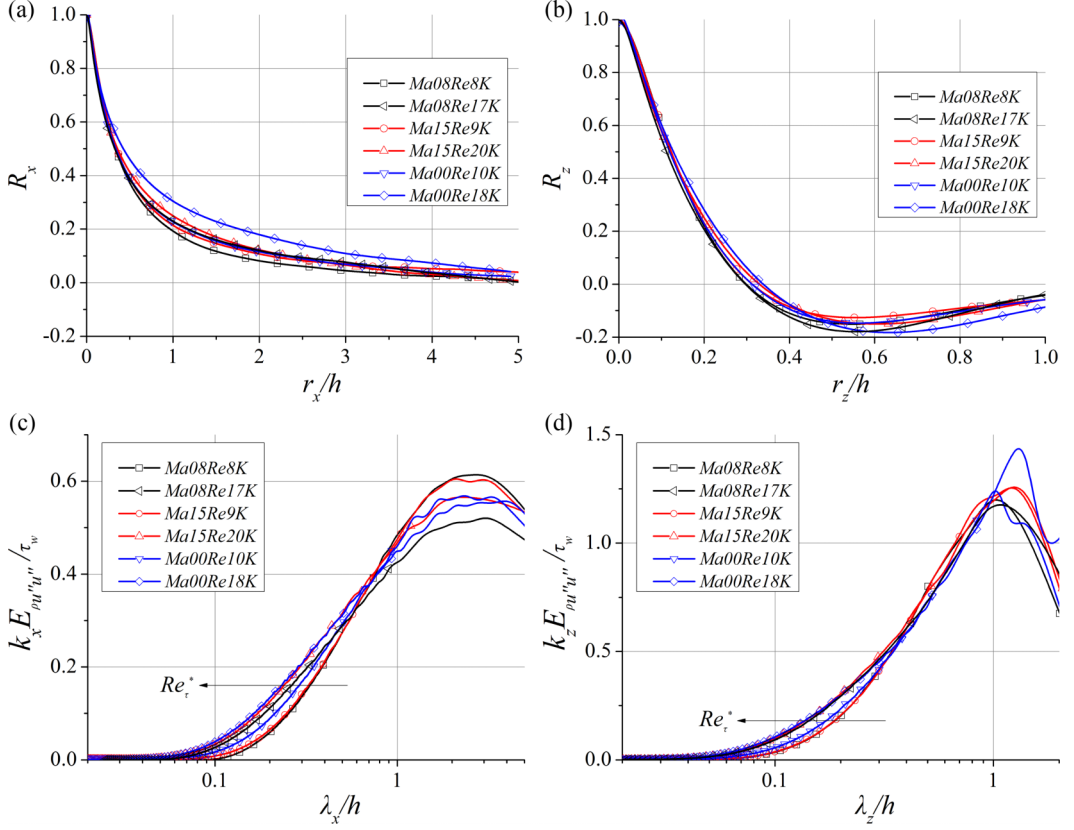 (a)
1.0
0.8
0.6
0.4
0.2
0.0
-0.2
R_x
Ma08Re8K
Ma08Re17K
Ma15Re9K
Ma15Re20K
Ma00Re10K
Ma00Re18K
0 1 2 3 4 5
r_x/h
(b)
1.0
0.8
0.6
0.4
0.2
0.0
-0.2
R_z
Ma08Re8K
Ma08Re17K
Ma15Re9K
Ma15Re20K
Ma00Re10K
Ma00Re18K
0.0 0.2 0.4 0.6 0.8 1.0
r_z/h
(c)
0.6
0.4
0.2
0.0
k_x E_{ρu''u''}/τ_w
Ma08Re8K
Ma08Re17K
Ma15Re9K
Ma15Re20K
Ma00Re10K
Ma00Re18K
Re_τ^*
0.1 1
λ_x/h
(d)
1.5
1.0
0.5
0.0
k_z E_{ρu''u''}/τ_w
Ma08Re8K
Ma08Re17K
Ma15Re9K
Ma15Re20K
Ma00Re10K
Ma00Re18K
Re_τ^*
0.1 1
λ_z/h